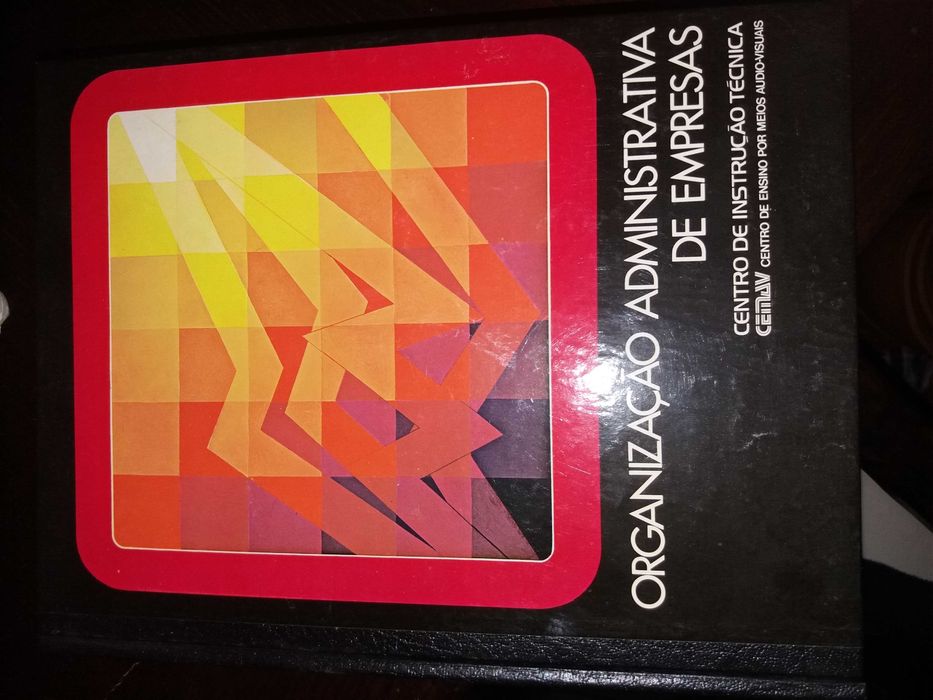 ORGANIZAÇÃO ADMINISTRATIVA
DE EMPRESAS
CENTRO DE INSTRUÇÃO TÉCNICA
CEMAV CENTRO DE ENSINO POR MEIOS AUDIO-VISUAIS